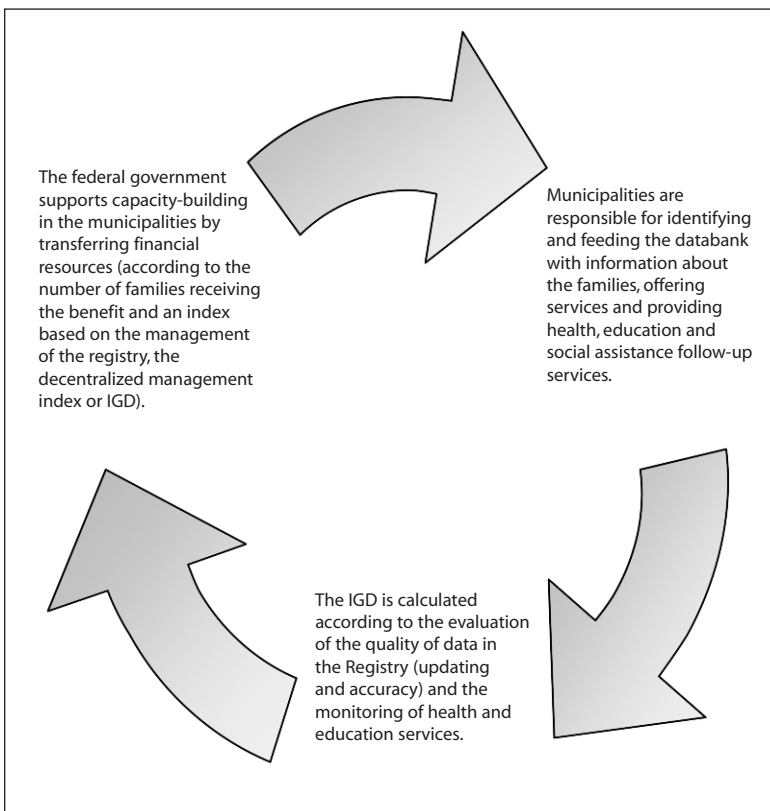 The federal government
supports capacity-building
in the municipalities by
transferring financial
resources (according to the
number of families receiving
the benefit and an index
based on the management
of the registry, the
decentralized management
index or IGD).
Municipalities are
responsible for identifying
and feeding the databank
with information about
the families, offering
services and providing
health, education and
social assistance follow-up
services.
The IGD is calculated
according to the evaluation
of the quality of data in
the Registry (updating
and accuracy) and the
monitoring of health and
education services.